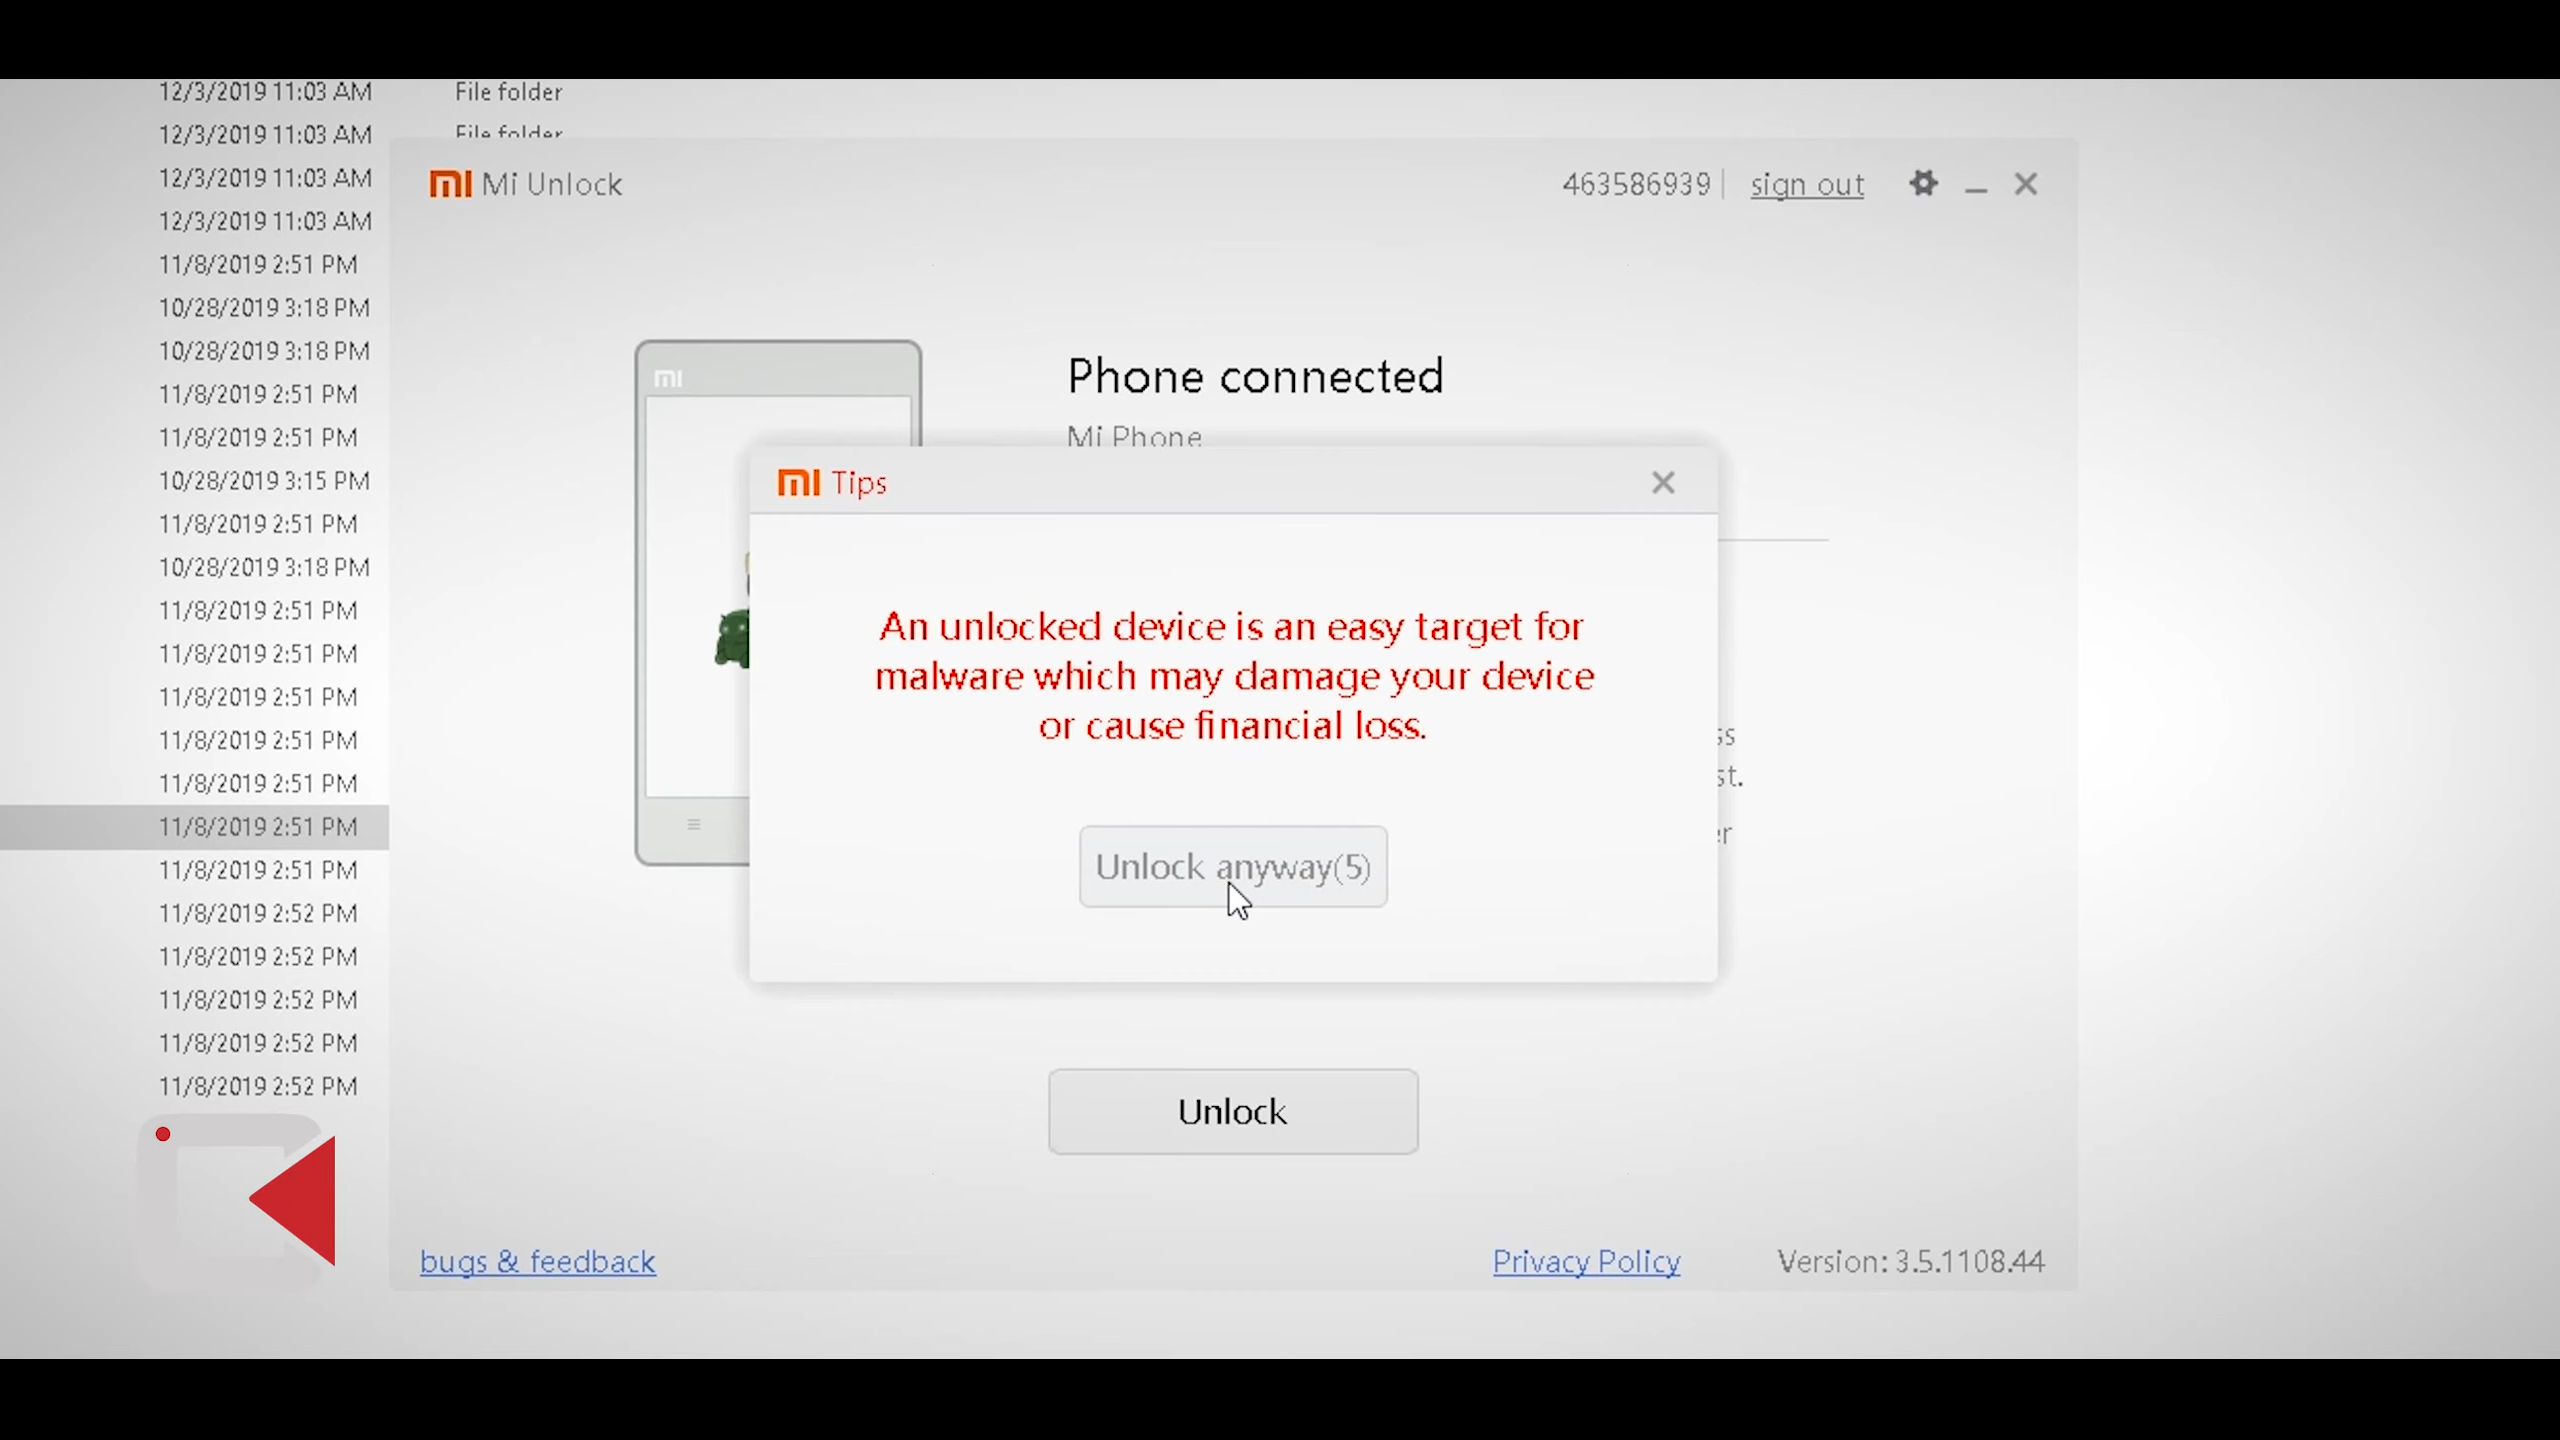 12/3/2019 11:03 AM File folder
12/3/2019 11:03 AM File folder
12/3/2019 11:03 AM
12/3/2019 11:03 AM
11/8/2019 2:51 PM
10/28/2019 3:18 PM
10/28/2019 3:18 PM
11/8/2019 2:51 PM
11/8/2019 2:51 PM
10/28/2019 3:15 PM
11/8/2019 2:51 PM
10/28/2019 3:18 PM
11/8/2019 2:51 PM
11/8/2019 2:51 PM
11/8/2019 2:51 PM
11/8/2019 2:51 PM
11/8/2019 2:51 PM
11/8/2019 2:51 PM
11/8/2019 2:51 PM
11/8/2019 2:52 PM
11/8/2019 2:52 PM
11/8/2019 2:52 PM
11/8/2019 2:52 PM
11/8/2019 2:52 PM
mi Mi Unlock
463586939 | sign out
mi
Phone connected
Mi Phone
mi Tips
An unlocked device is an easy target for
malware which may damage your device
or cause financial loss.
Unlock anyway(5)
Unlock
bugs & feedback
Privacy Policy
Version: 3.5.1108.44